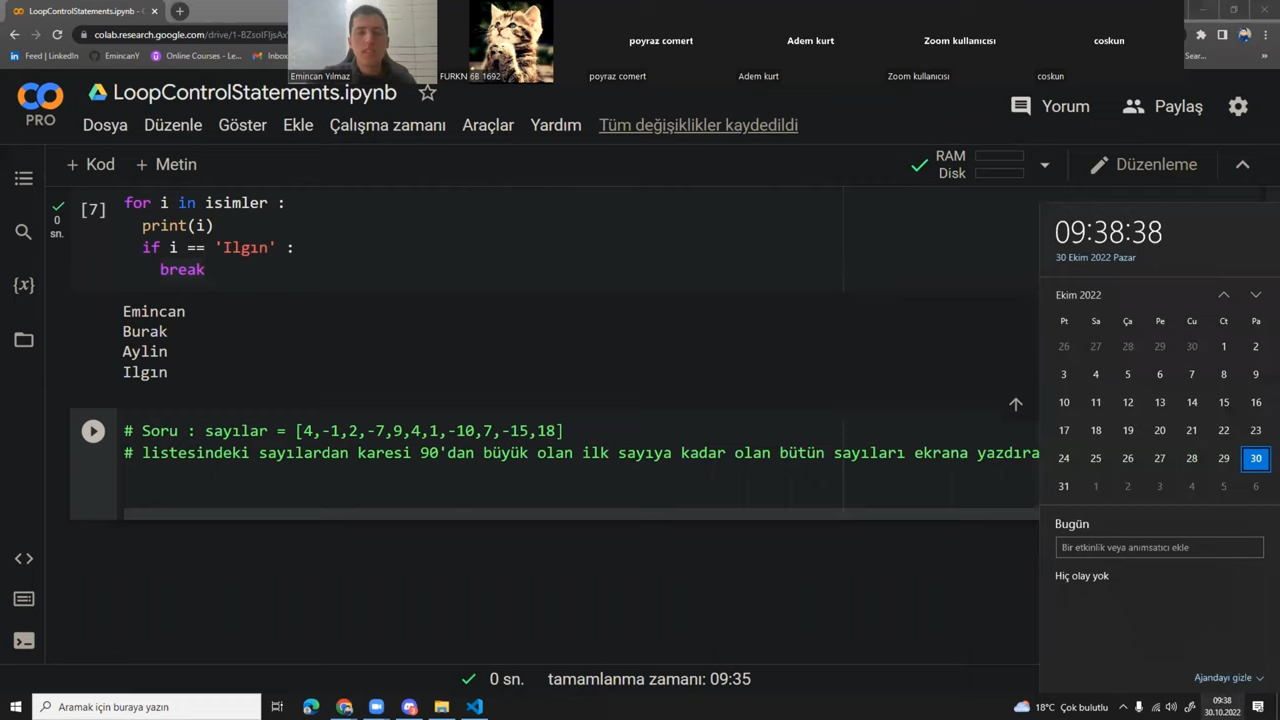 LoopControlStatements.ipynb - C
colab.research.google.com/drive/1-BZsoIFIjsAx
Feed | LinkedIn
EmincanY
Online Courses - Le...
Inbox
Sear...
Emincan Yılmaz
FURKN 6B 1692
poyraz comert
poyraz comert
Adem kurt
Adem kurt
Zoom kullanıcısı
Zoom kullanıcısı
coskun
coskun
PRO
LoopControlStatements.ipynb
Dosya Düzenle Göster Ekle Çalışma zamanı Araçlar Yardım Tüm değişiklikler kaydedildi
Yorum Paylaş
+ Kod + Metin
RAM
Disk
Düzenleme
0
sn.
[7]
for i in isimler :
print(i)
if i == 'Ilgın' :
break
Emincan
Burak
Aylin
Ilgın
# Soru : sayılar = [4,-1,2,-7,9,4,1,-10,7,-15,18]
# listesindeki sayılardan karesi 90'dan büyük olan ilk sayıya kadar olan bütün sayıları ekrana yazdıra
{x}
09:38:38
30 Ekim 2022 Pazar
Ekim 2022
Pt Sa Ça Pe Cu Ct Pa
26 27 28 29 30 1 2
3 4 5 6 7 8 9
10 11 12 13 14 15 16
17 18 19 20 21 22 23
24 25 26 27 28 29 30
31 1 2 3 4 5 6
Bugün
Bir etkinlik veya anımsatıcı ekle
Hiç olay yok
Ajandayı gizle
0 sn. tamamlanma zamanı: 09:35
Aramak için buraya yazın
18°C Çok bulutlu
09:38
30.10.2022